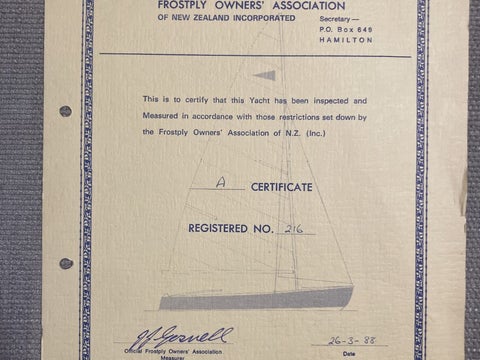 FROSTPLY OWNERS' ASSOCIATION
OF NEW ZEALAND INCORPORATED
Secretary—
P.O. Box 649
HAMILTON
This is to certify that this Yacht has been inspected and
Measured in accordance with those restrictions set down by
the Frostply Owners' Association of N.Z. (Inc.)
A CERTIFICATE
REGISTERED NO. 216
Official Frostply Owners' Association
Measurer
26-3-88
Date